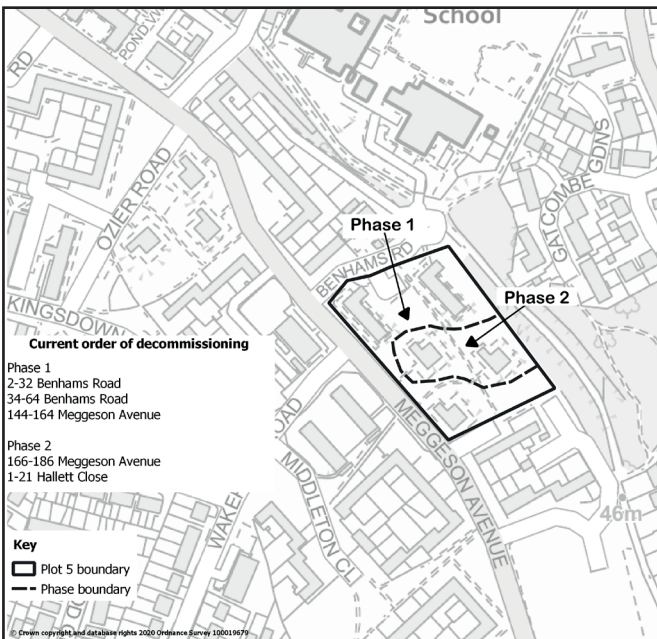 School
POND VW
RD
OZIER ROAD
GATCOMBE GDNS
Phase 1
BENHAMS RD
Phase 2
KINGSDOWN
Current order of decommissioning
Phase 1
2-32 Benhams Road
34-64 Benhams Road
144-164 Meggeson Avenue
Phase 2
166-186 Meggeson Avenue
1-21 Hallett Close
OAD
MEGGESON AVENUE
MIDDLETON CL
WAKEF
46m
Key
Plot 5 boundary
Phase boundary
© Crown copyright and database rights 2020 Ordnance Survey 100019679